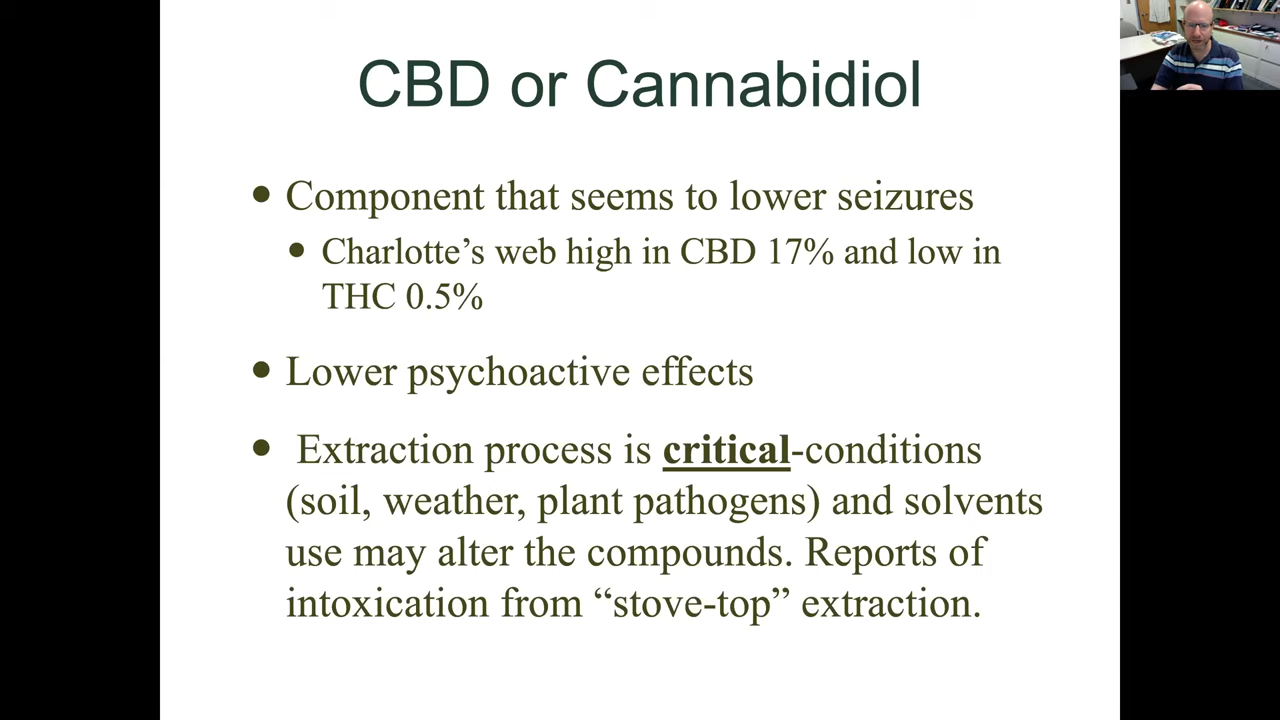 CBD or Cannabidiol
• Component that seems to lower seizures
• Charlotte’s web high in CBD 17% and low in
THC 0.5%
• Lower psychoactive effects
• Extraction process is critical-conditions
(soil, weather, plant pathogens) and solvents
use may alter the compounds. Reports of
intoxication from “stove-top” extraction.